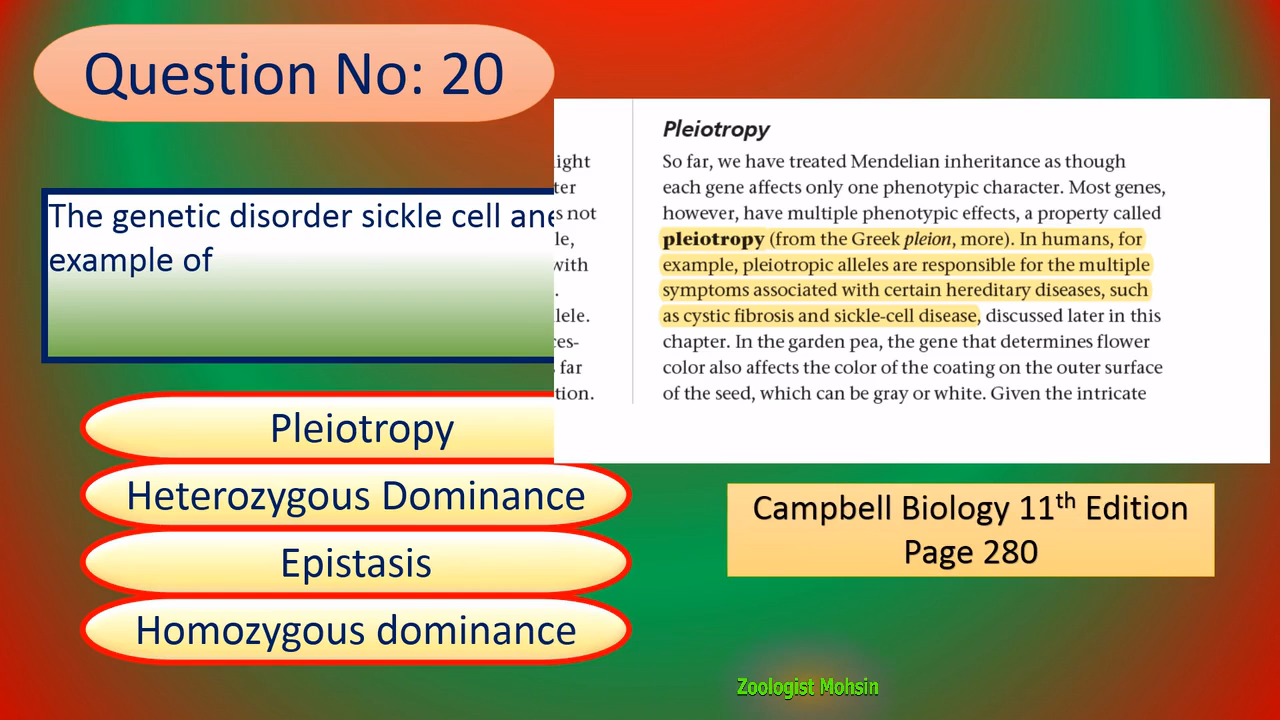 Question No: 20
The genetic disorder sickle cell ane
example of
Pleiotropy
Heterozygous Dominance
Epistasis
Homozygous dominance
ight
ter
s not
le,
with
.
lele.
ces-
far
tion.
Pleiotropy
So far, we have treated Mendelian inheritance as though
each gene affects only one phenotypic character. Most genes,
however, have multiple phenotypic effects, a property called
pleiotropy (from the Greek pleion, more). In humans, for
example, pleiotropic alleles are responsible for the multiple
symptoms associated with certain hereditary diseases, such
as cystic fibrosis and sickle-cell disease, discussed later in this
chapter. In the garden pea, the gene that determines flower
color also affects the color of the coating on the outer surface
of the seed, which can be gray or white. Given the intricate
Campbell Biology 11th Edition
Page 280
Zoologist Mohsin